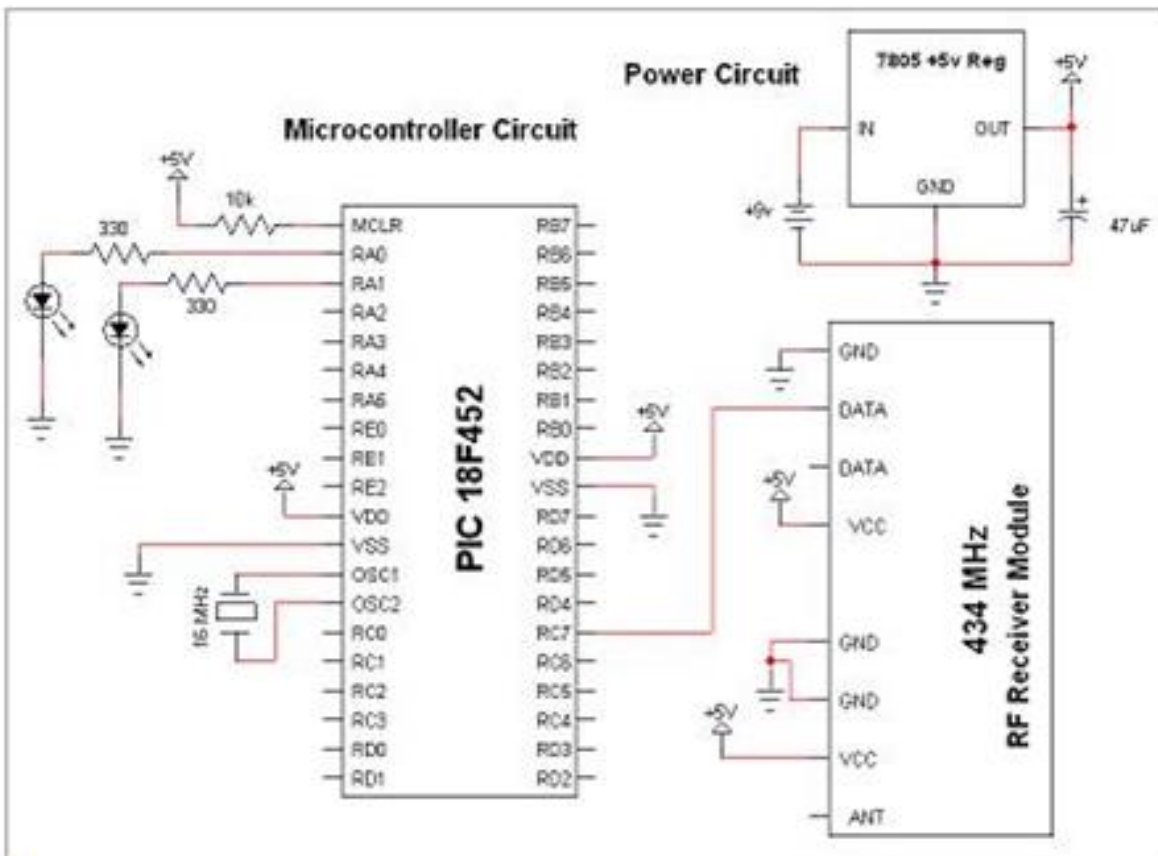 Power Circuit
7805 +5v Reg
+5V
IN
OUT
GND
+9v
+
47uF
Microcontroller Circuit
+5V
10k
330
330
MCLR
RA0
RA1
RA2
RA3
RA4
RA5
RE0
RE1
RE2
VDD
VSS
OSC1
OSC2
RC0
RC1
RC2
RC3
RD0
RD1
+5V
16 MHz
PIC 18F452
RB7
RB6
RB5
RB4
RB3
RB2
RB1
RB0
VDD
VSS
RD7
RD6
RD5
RD4
RC7
RC6
RC5
RC4
RD3
RD2
+5V
GND
DATA
DATA
VCC
GND
GND
VCC
ANT
+5V
+5V
434 MHz
RF Receiver Module